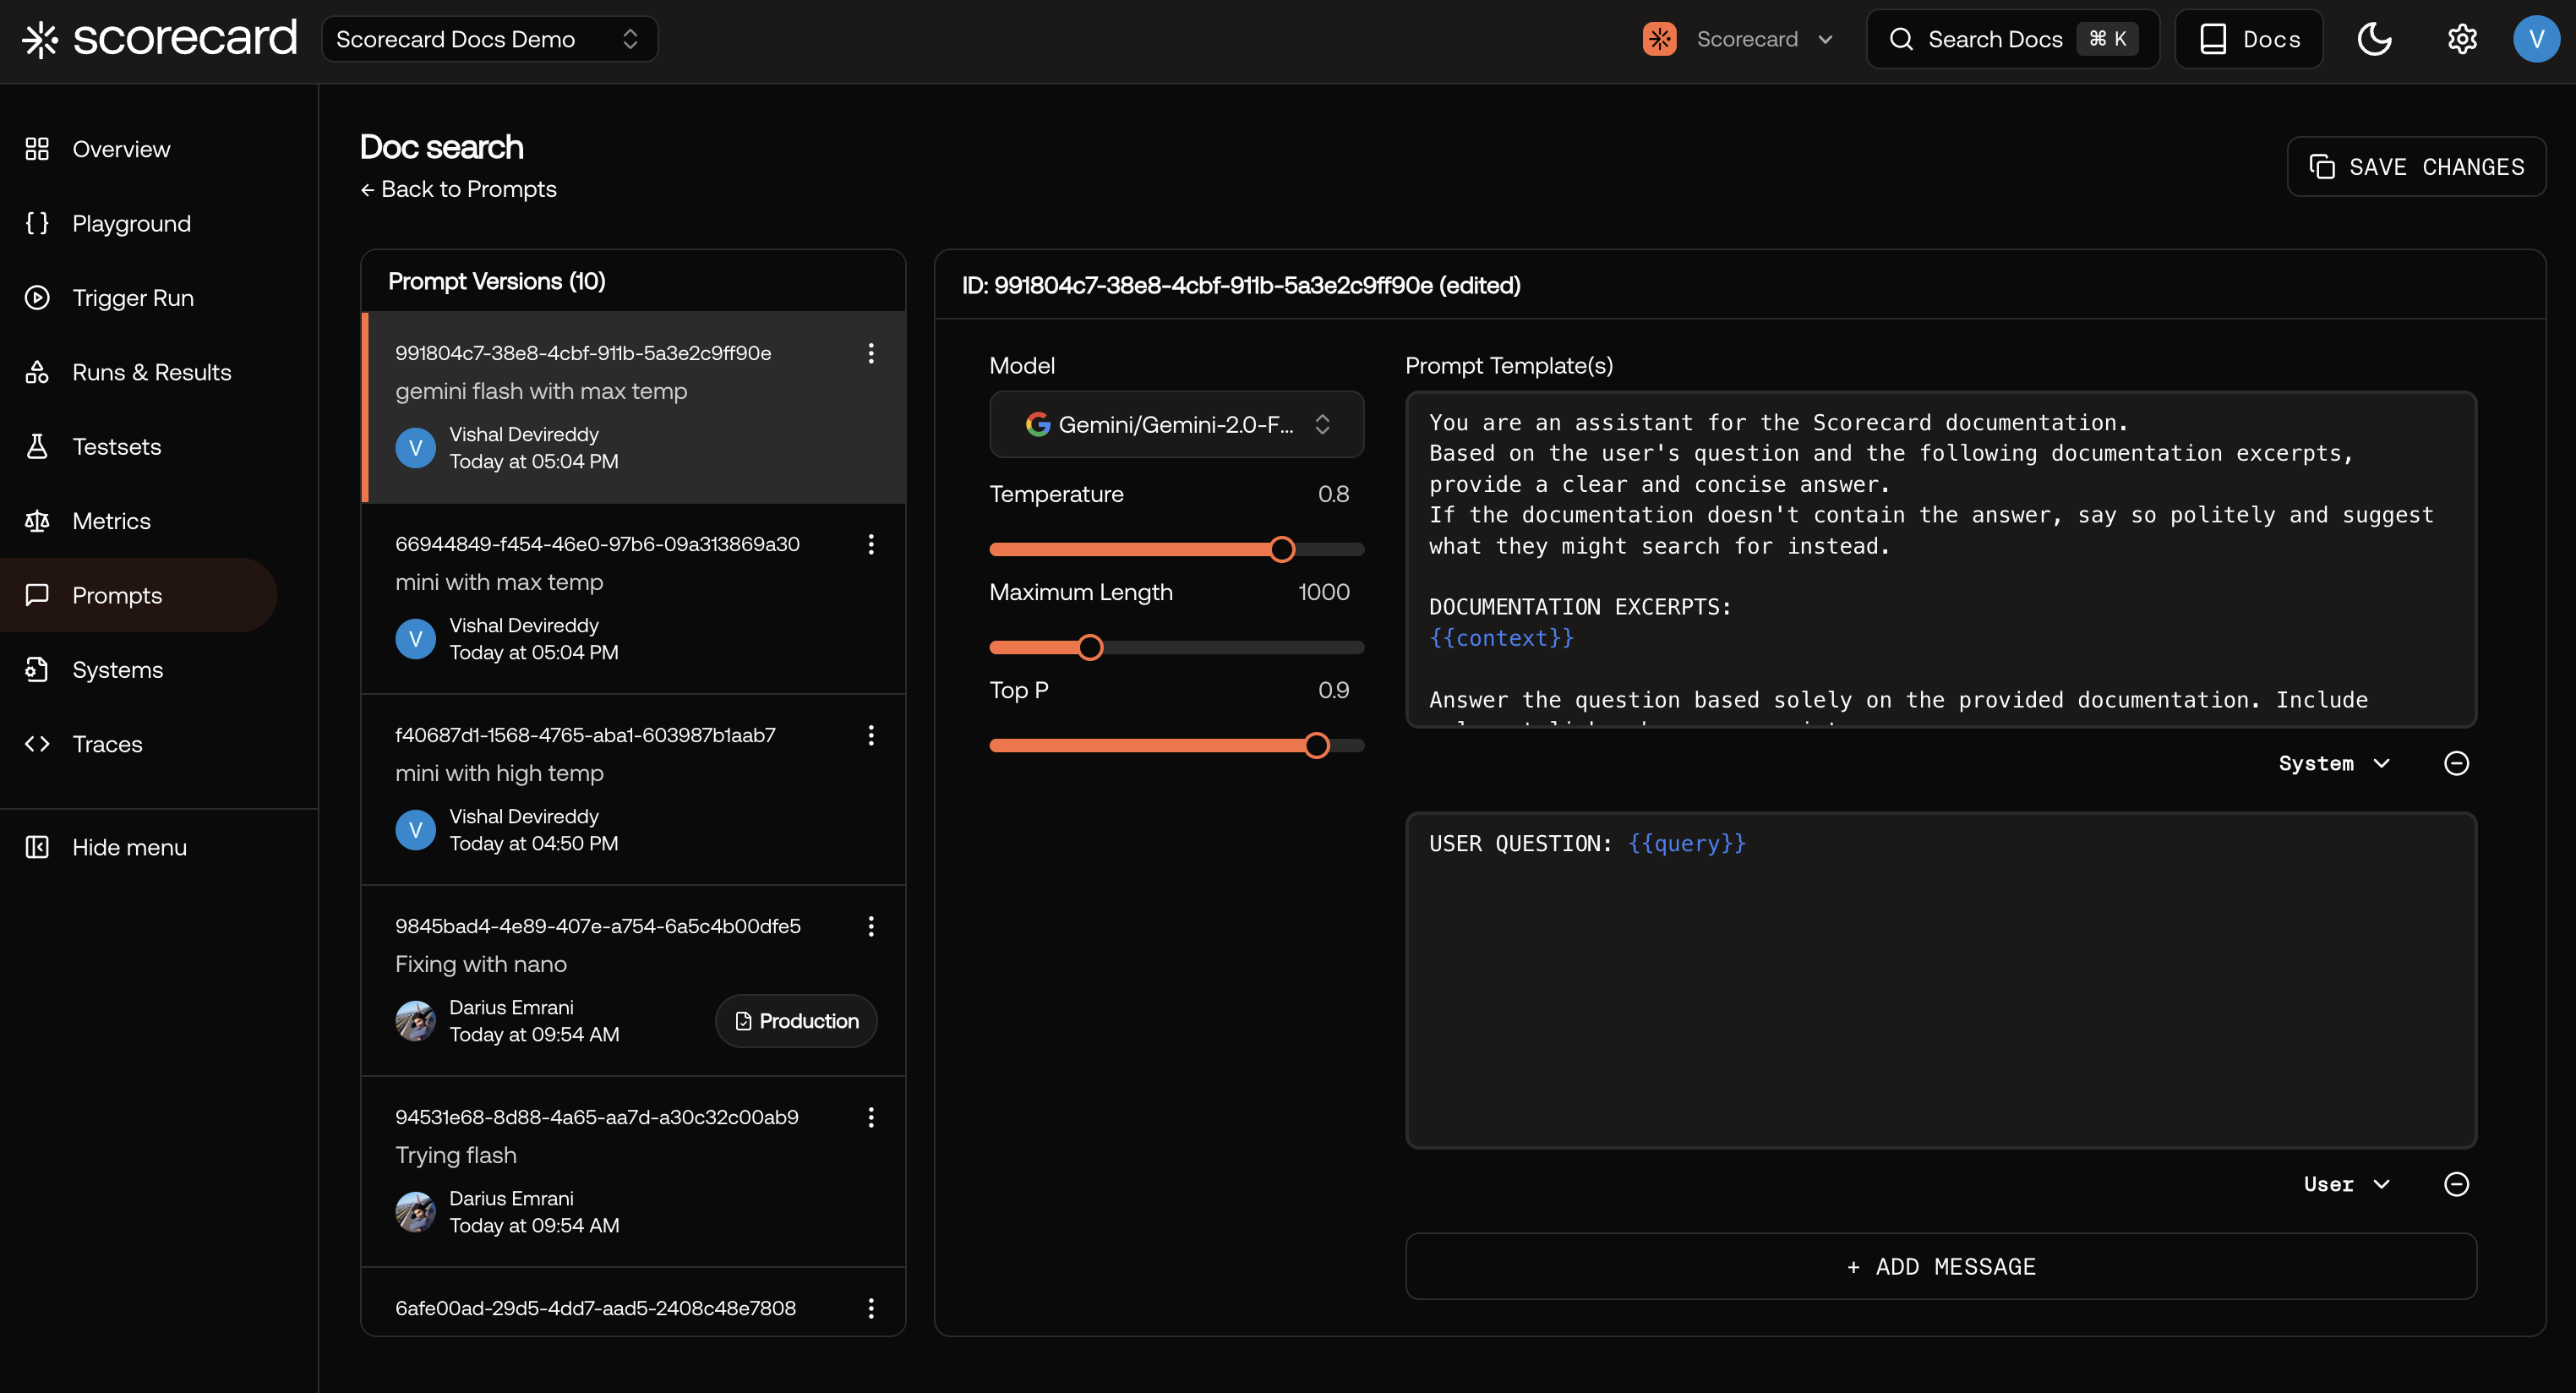 scorecard
Scorecard Docs Demo
Scorecard
Search Docs
⌘ K
Docs
V
Overview
Playground
Trigger Run
Runs & Results
Testsets
Metrics
Prompts
Systems
Traces
Hide menu
Doc search
← Back to Prompts
SAVE CHANGES
Prompt Versions (10)
991804c7-38e8-4cbf-911b-5a3e2c9ff90e
gemini flash with max temp
V
Vishal Devireddy
Today at 05:04 PM
66944849-f454-46e0-97b6-09a313869a30
mini with max temp
V
Vishal Devireddy
Today at 05:04 PM
f40687d1-1568-4765-aba1-603987b1aab7
mini with high temp
V
Vishal Devireddy
Today at 04:50 PM
9845bad4-4e89-407e-a754-6a5c4b00dfe5
Fixing with nano
Darius Emrani
Today at 09:54 AM
Production
94531e68-8d88-4a65-aa7d-a30c32c00ab9
Trying flash
Darius Emrani
Today at 09:54 AM
6afe00ad-29d5-4dd7-aad5-2408c48e7808
ID: 991804c7-38e8-4cbf-911b-5a3e2c9ff90e (edited)
Model
Gemini/Gemini-2.0-F...
Temperature 0.8
Maximum Length 1000
Top P 0.9
Prompt Template(s)
You are an assistant for the Scorecard documentation.
Based on the user's question and the following documentation excerpts,
provide a clear and concise answer.
If the documentation doesn't contain the answer, say so politely and suggest
what they might search for instead.
DOCUMENTATION EXCERPTS:
{{context}}
Answer the question based solely on the provided documentation. Include
System
USER QUESTION: {{query}}
User
+ ADD MESSAGE